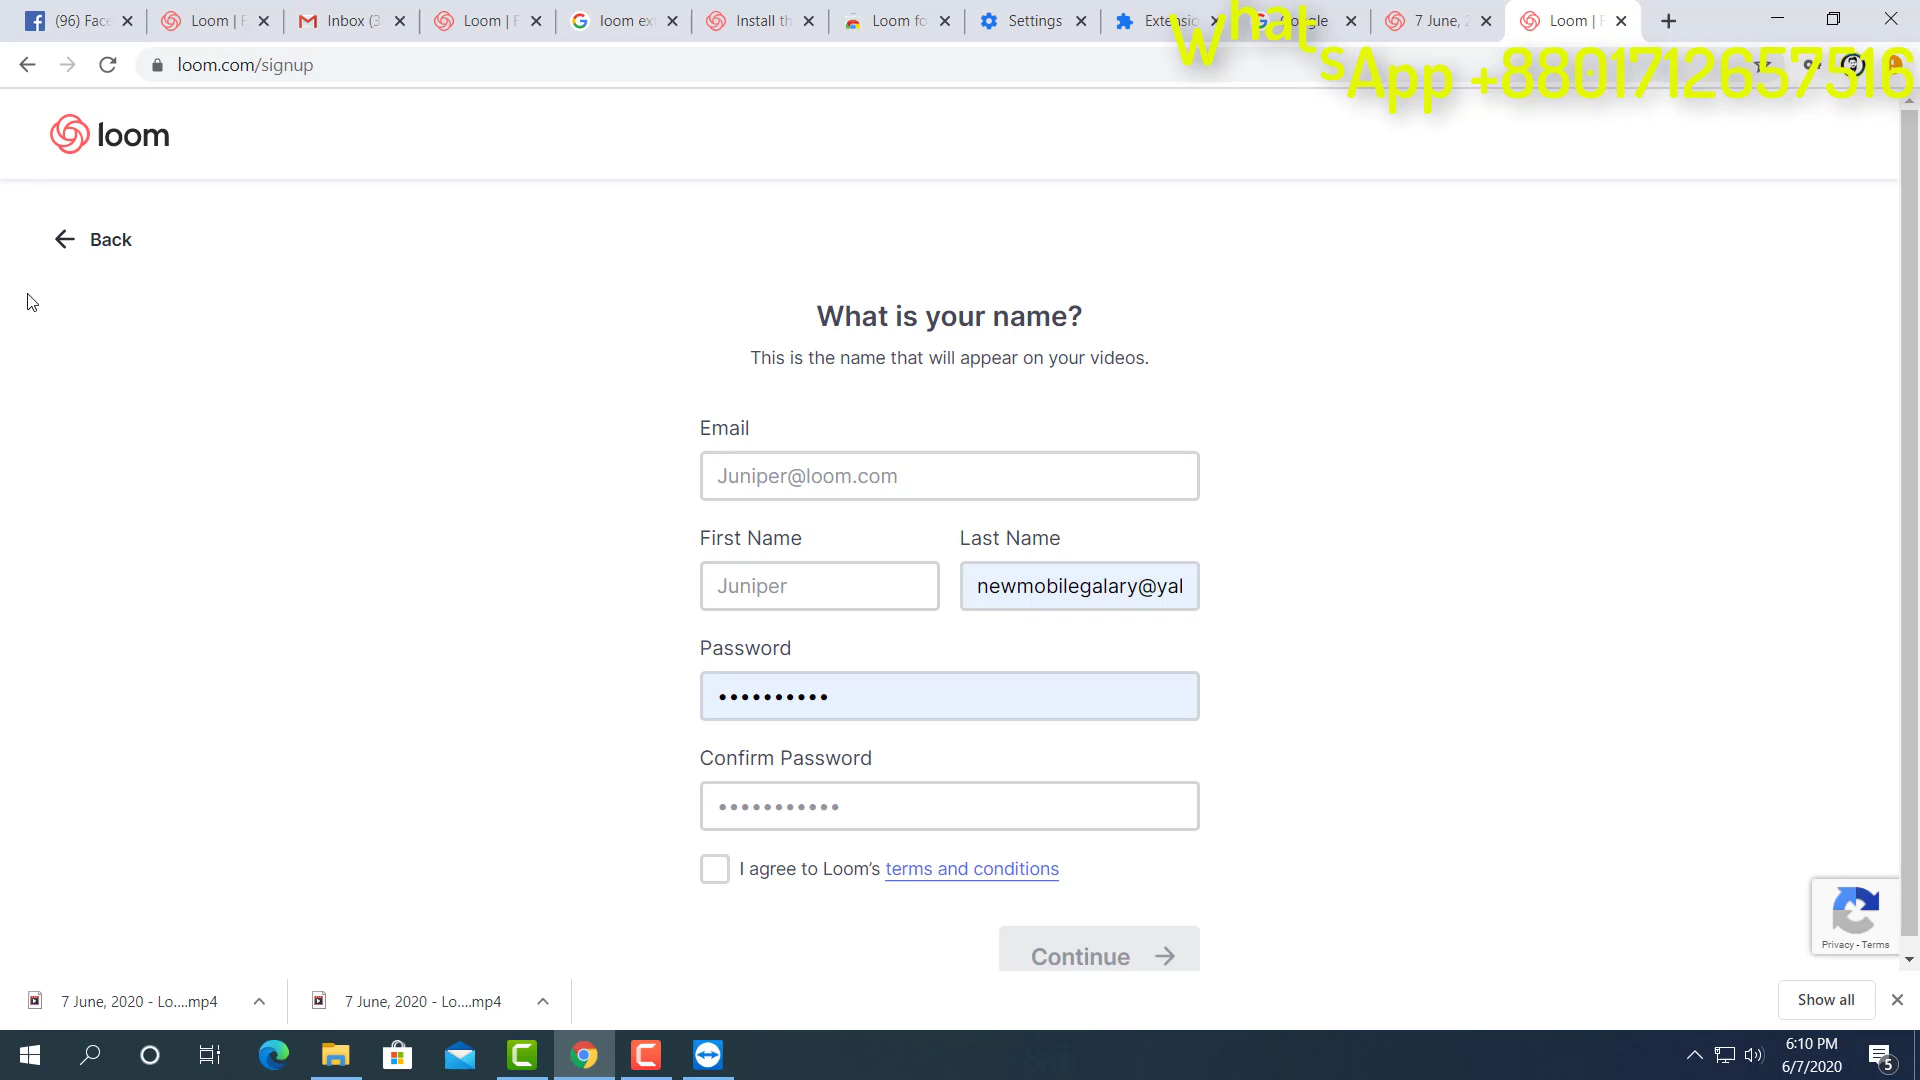 (96) Face
Loom | F
Inbox (3
Loom | F
loom ex
Install th
Loom fo
Settings
Extensio
Google
7 June, 2
Loom | F
WhatsApp +8801712657516
loom.com/signup
loom
Back
What is your name?
This is the name that will appear on your videos.
Email
Juniper@loom.com
First Name
Last Name
Juniper
newmobilegalary@yal
Password
Confirm Password
I agree to Loom's terms and conditions
Continue
Privacy - Terms
7 June, 2020 - Lo....mp4
7 June, 2020 - Lo....mp4
Show all
6:10 PM
6/7/2020
5